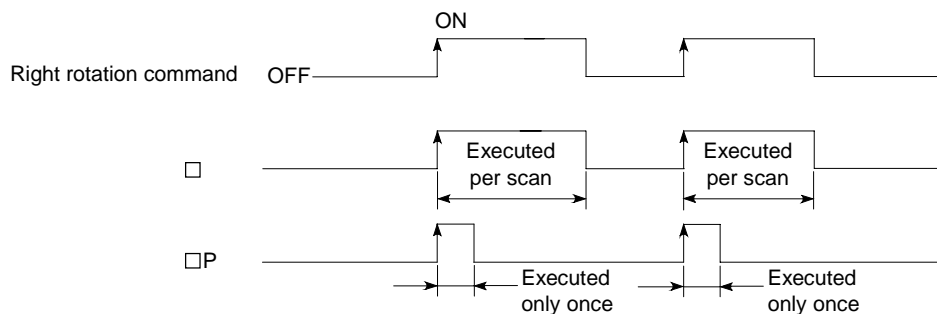 ON
Right rotation command OFF
□
Executed
per scan
Executed
per scan
□P
Executed
only once
Executed
only once